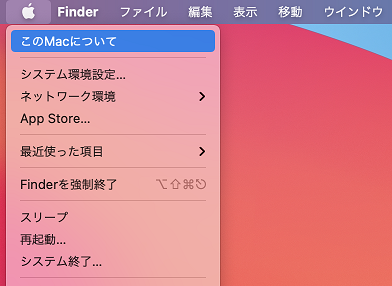 Finder ファイル 編集 表示 移動 ウインドウ
このMacについて
システム環境設定...
ネットワーク環境
App Store...
最近使った項目
Finderを強制終了 ⌥⇧⌘⎋
スリープ
再起動...
システム終了...